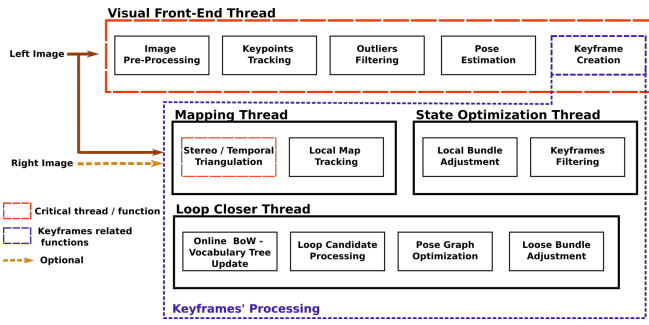 Visual Front-End Thread
Left Image
Image
Pre-Processing
Keypoints
Tracking
Outliers
Filtering
Pose
Estimation
Keyframe
Creation
Mapping Thread
State Optimization Thread
Right Image
Stereo / Temporal
Triangulation
Local Map
Tracking
Local Bundle
Adjustment
Keyframes
Filtering
Critical thread / function
Keyframes related
functions
Optional
Loop Closer Thread
Online BoW -
Vocabulary Tree
Update
Loop Candidate
Processing
Pose Graph
Optimization
Loose Bundle
Adjustment
Keyframes' Processing